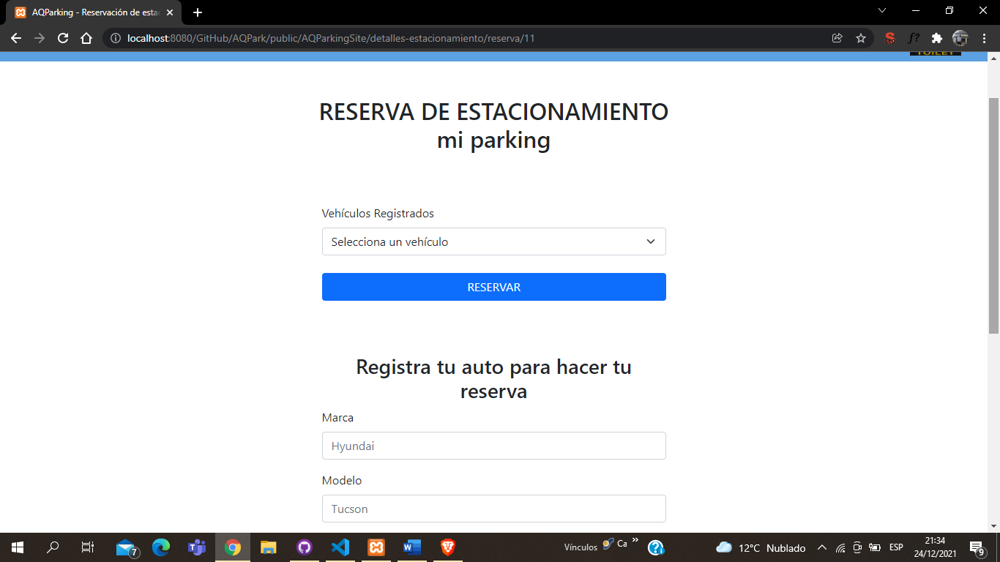 AQParking - Reservación de esta
localhost:8080/GitHub/AQPark/public/AQParkingSite/detalles-estacionamiento/reserva/11
SEO
f?
RESERVA DE ESTACIONAMIENTO
mi parking
Vehículos Registrados
Selecciona un vehículo
RESERVAR
Registra tu auto para hacer tu
reserva
Marca
Hyundai
Modelo
Tucson
7
Vínculos
Ca
12°C Nublado
ESP
21:34
24/12/2021
9